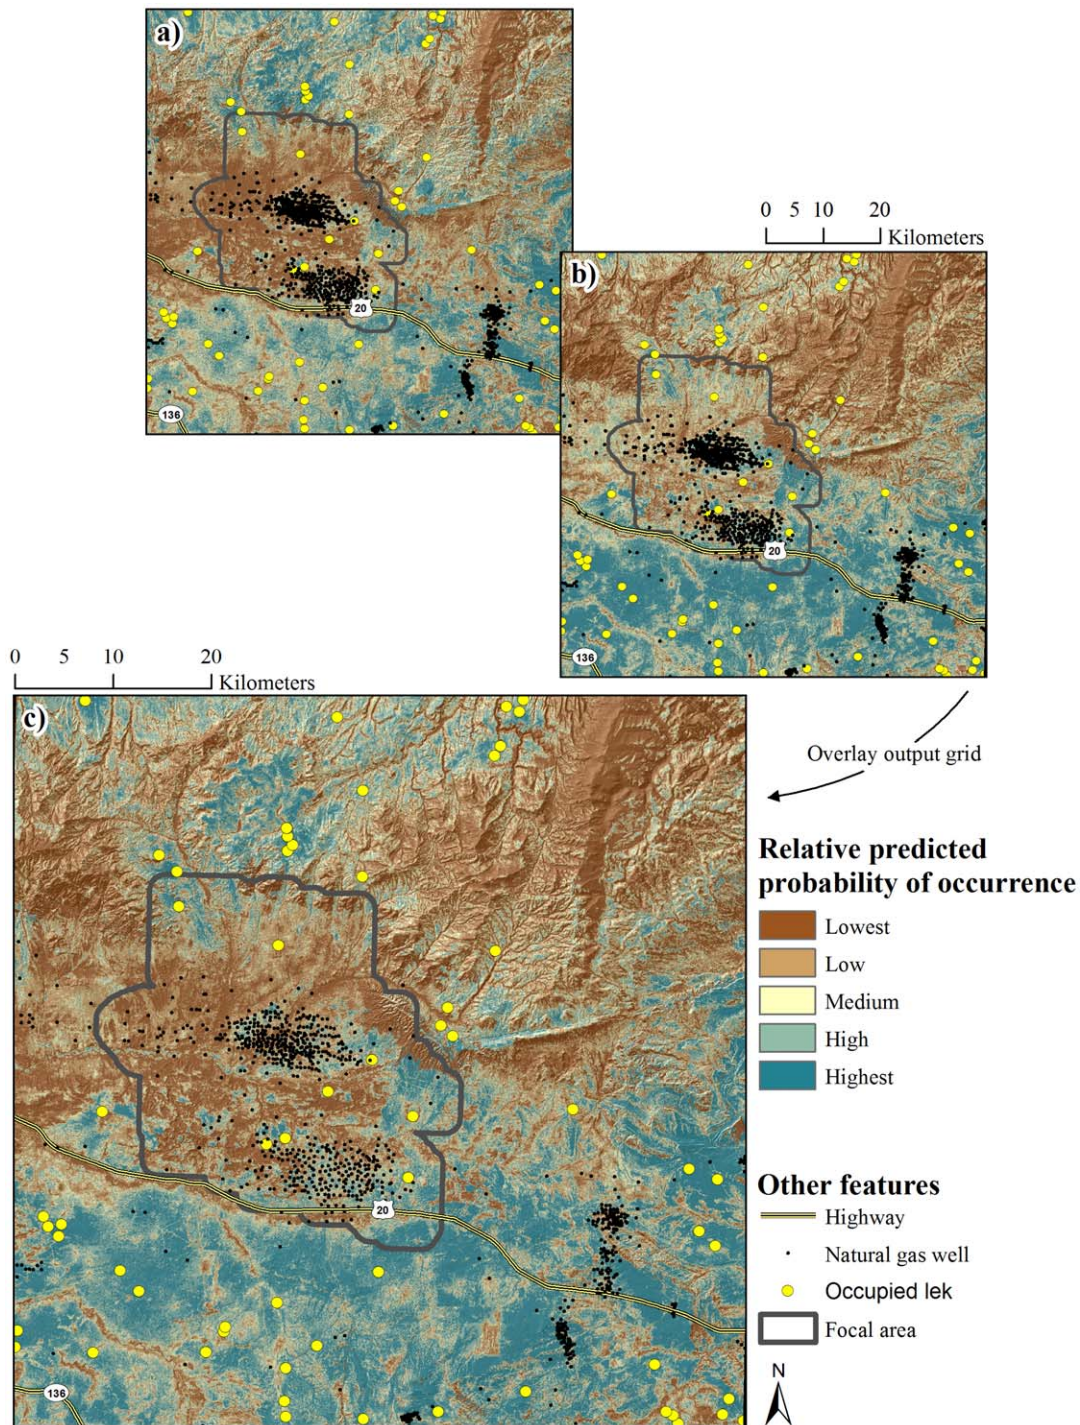 a)
20
136
0 5 10 20
Kilometers
b)
20
136
0 5 10 20
Kilometers
c)
20
136
Overlay output grid
Relative predicted
probability of occurrence
Lowest
Low
Medium
High
Highest
Other features
Highway
Natural gas well
Occupied lek
Focal area
N